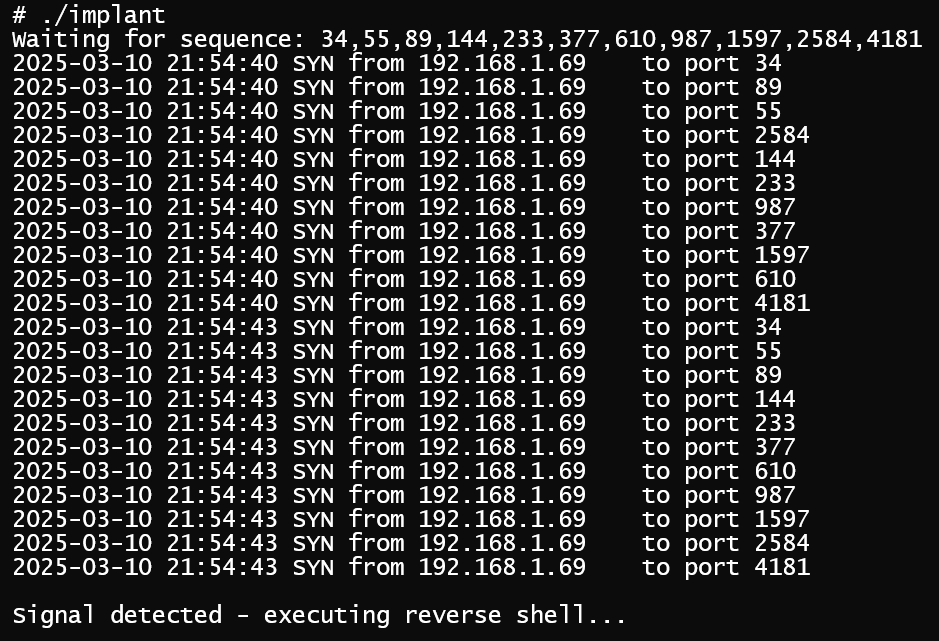 # ./implant
Waiting for sequence: 34,55,89,144,233,377,610,987,1597,2584,4181
2025-03-10 21:54:40 SYN from 192.168.1.69    to port 34
2025-03-10 21:54:40 SYN from 192.168.1.69    to port 89
2025-03-10 21:54:40 SYN from 192.168.1.69    to port 55
2025-03-10 21:54:40 SYN from 192.168.1.69    to port 2584
2025-03-10 21:54:40 SYN from 192.168.1.69    to port 144
2025-03-10 21:54:40 SYN from 192.168.1.69    to port 233
2025-03-10 21:54:40 SYN from 192.168.1.69    to port 987
2025-03-10 21:54:40 SYN from 192.168.1.69    to port 377
2025-03-10 21:54:40 SYN from 192.168.1.69    to port 1597
2025-03-10 21:54:40 SYN from 192.168.1.69    to port 610
2025-03-10 21:54:40 SYN from 192.168.1.69    to port 4181
2025-03-10 21:54:43 SYN from 192.168.1.69    to port 34
2025-03-10 21:54:43 SYN from 192.168.1.69    to port 55
2025-03-10 21:54:43 SYN from 192.168.1.69    to port 89
2025-03-10 21:54:43 SYN from 192.168.1.69    to port 144
2025-03-10 21:54:43 SYN from 192.168.1.69    to port 233
2025-03-10 21:54:43 SYN from 192.168.1.69    to port 377
2025-03-10 21:54:43 SYN from 192.168.1.69    to port 610
2025-03-10 21:54:43 SYN from 192.168.1.69    to port 987
2025-03-10 21:54:43 SYN from 192.168.1.69    to port 1597
2025-03-10 21:54:43 SYN from 192.168.1.69    to port 2584
2025-03-10 21:54:43 SYN from 192.168.1.69    to port 4181
Signal detected - executing reverse shell...